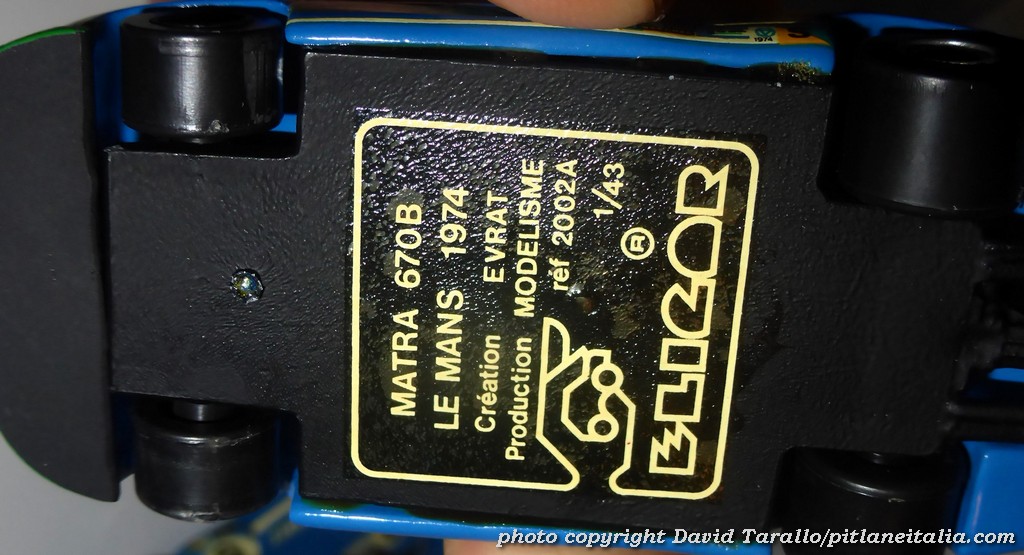 MATRA 670B
LE MANS 1974
Création EVRAT
Production MODELISME
réf 2002A
1/43
®
ELIGOR
1974
photo copyright David Tarallo/pitlaneitalia.com